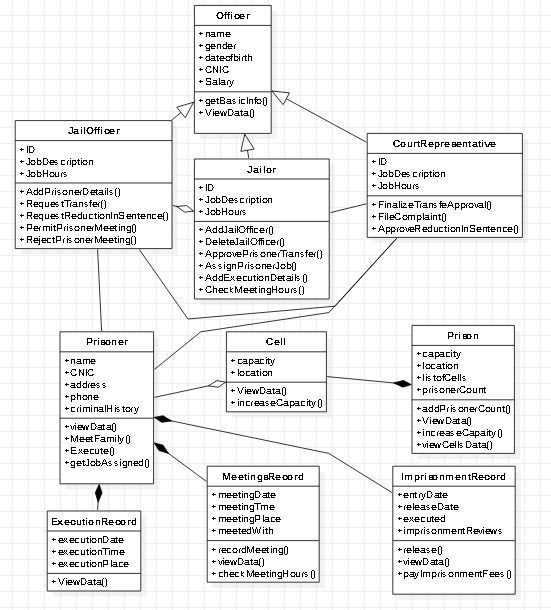 Officer
+ name
+ gender
+ dateofbirth
+ CNIC
+ Salary
+ getBasicInfo()
+ ViewData()
JailOfficer
+ ID
+ JobDescription
+ JobHours
+ AddPrisonerDetails()
+ RequestTransfer()
+ RequestReductionInSentence()
+ PermitPrisonerMeeting()
+ RejectPrisonerMeeting()
Jailor
+ ID
+ JobDescription
+ JobHours
+ AddJailOfficer()
+ DeleteJailOfficer()
+ ApprovePrisonerTransfer()
+ AssignPrisonerJob()
+ AddExecutionDetails()
+ CheckMeetingHours()
CourtRepresentative
+ ID
+ JobDescription
+ JobHours
+ FinalizeTransfeApproval()
+ FileComplaint()
+ ApproveReductionInSentence()
Prisoner
+ name
+ CNIC
+ address
+ phone
+ criminalHistory
+ viewData()
+ MeetFamily()
+ Execute()
+ getJobAssigned()
Cell
+ capacity
+ location
+ ViewData()
+ increaseCapacity()
Prison
+ capacity
+ location
+ listofCells
+ prisonerCount
+ addPrisonerCount()
+ ViewData()
+ increaseCapaity()
+ viewCellsData()
ExecutionRecord
+ executionDate
+ executionTime
+ executionPlace
+ ViewData()
MeetingsRecord
+ meetingDate
+ meetingTme
+ meetingPlace
+ meetedWith
+ recordMeeting()
+ viewData()
+ checkMeetingHours()
ImprisonmentRecord
+ entryDate
+ releaseDate
+ executed
+ imprisonmentReviews
+ release()
+ viewData()
+ payImprisonmentFees()